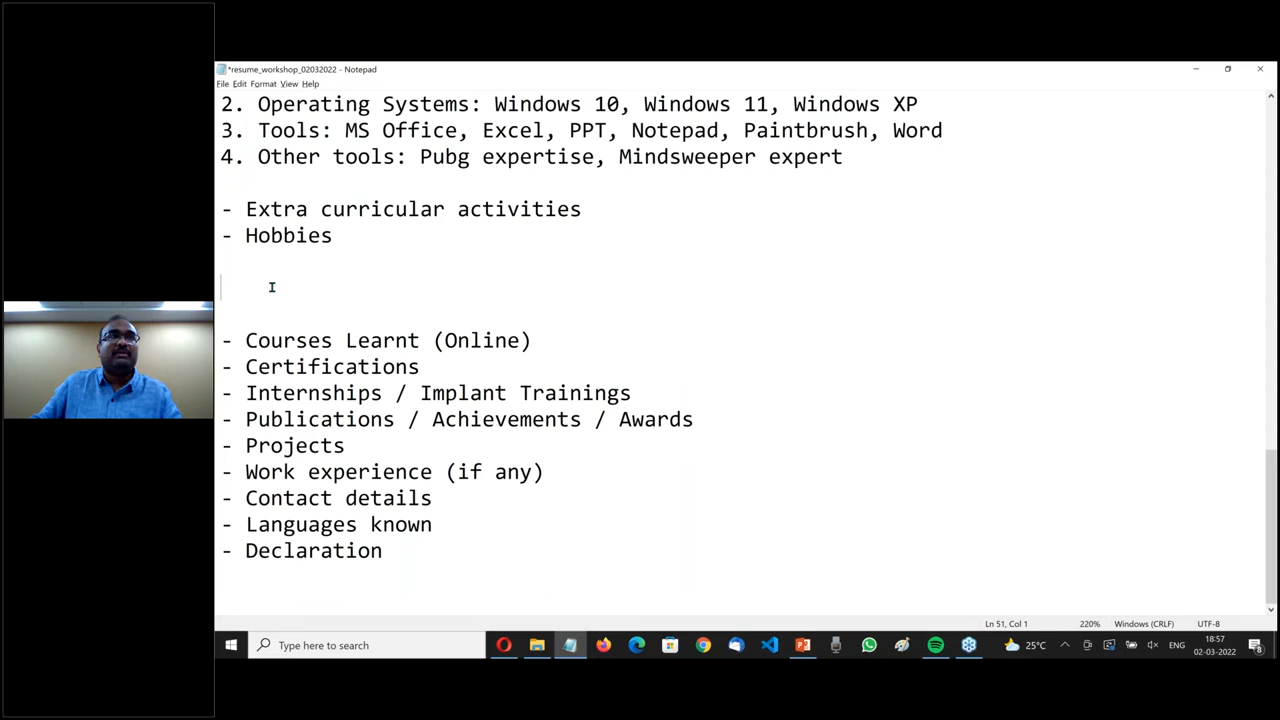 *resume_workshop_02032022 - Notepad
File Edit Format View Help
2. Operating Systems: Windows 10, Windows 11, Windows XP
3. Tools: MS Office, Excel, PPT, Notepad, Paintbrush, Word
4. Other tools: Pubg expertise, Mindsweeper expert
- Extra curricular activities
- Hobbies
- Courses Learnt (Online)
- Certifications
- Internships / Implant Trainings
- Publications / Achievements / Awards
- Projects
- Work experience (if any)
- Contact details
- Languages known
- Declaration
Ln 51, Col 1 220% Windows (CRLF) UTF-8
Type here to search 25°C ENG 18:57
02-03-2022 8